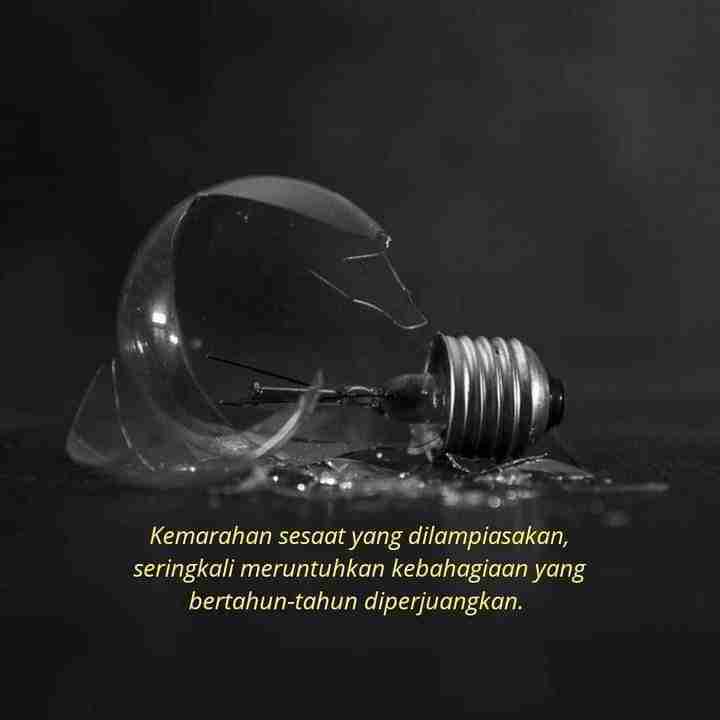 Kemarahan sesaat yang dilampiasakan,
seringkali meruntuhkan kebahagiaan yang
bertahun-tahun diperjuangkan.